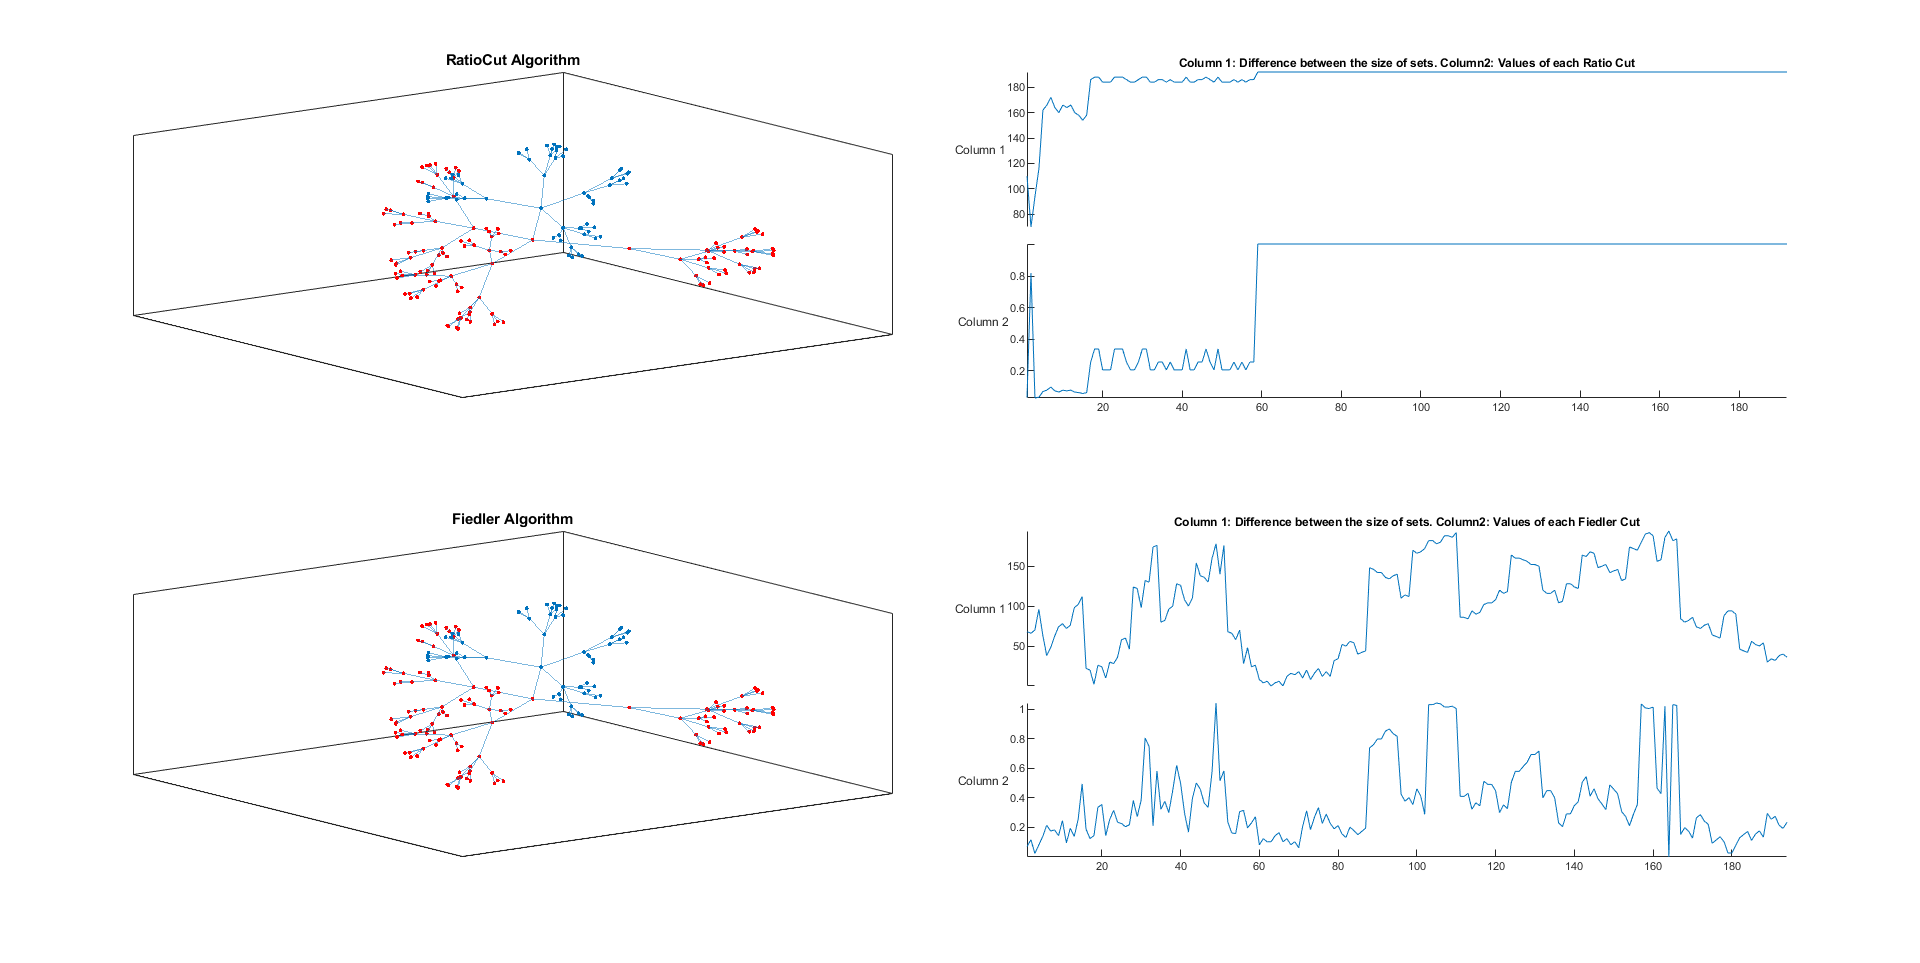 RatioCut Algorithm
Column 1: Difference between the size of sets. Column2: Values of each Ratio Cut
180
160
140
Column 1
120
100
80
0.8
0.6
Column 2
0.4
0.2
20 40 60 80 100 120 140 160 180
Fiedler Algorithm
Column 1: Difference between the size of sets. Column2: Values of each Fiedler Cut
150
Column 1 100
50
1
0.8
Column 2
0.6
0.4
0.2
20 40 60 80 100 120 140 160 180